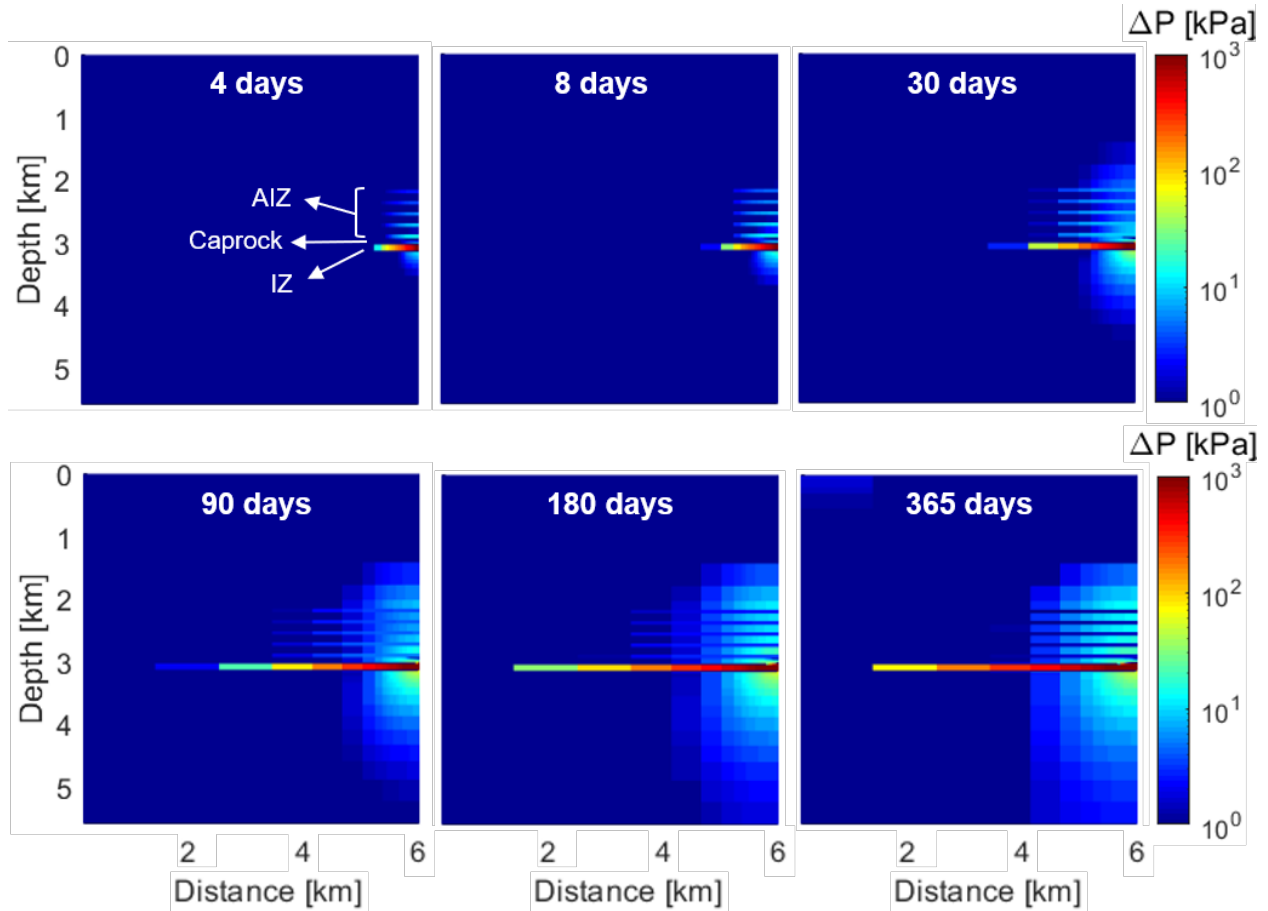 ΔP [kPa]
4 days
8 days
30 days
0
1
2
3
4
5
Depth [km]
AIZ
Caprock
IZ
10³
10²
10¹
10⁰
ΔP [kPa]
90 days
180 days
365 days
0
1
2
3
4
5
Depth [km]
10³
10²
10¹
10⁰
2 4 6
2 4 6
2 4 6
Distance [km]
Distance [km]
Distance [km]